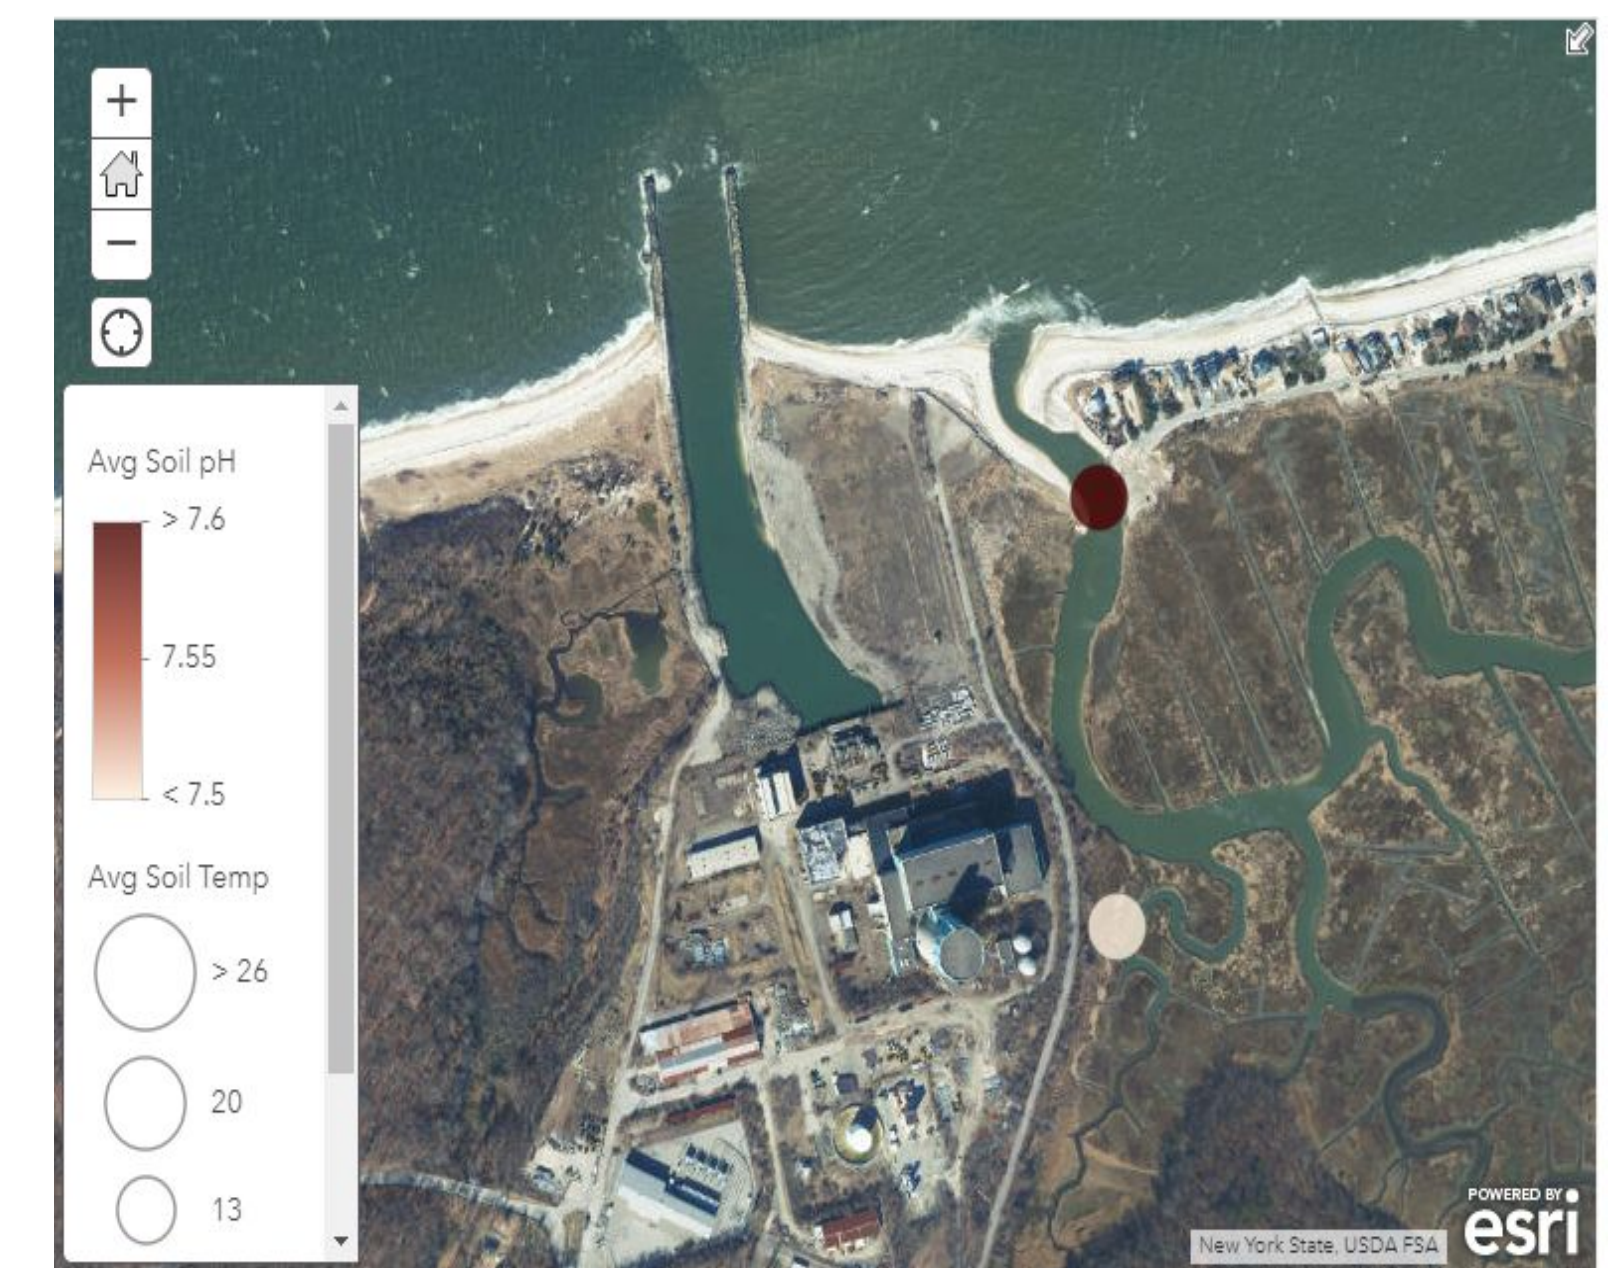 +
−
Avg Soil pH
> 7.6
7.55
< 7.5
Avg Soil Temp
> 26
20
13
New York State, USDA FSA
POWERED BY
esri